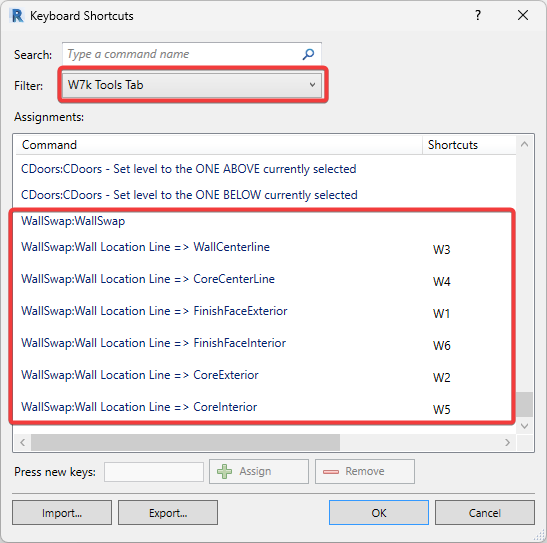 R Keyboard Shortcuts ?
Search: Type a command name
Filter: W7k Tools Tab
Assignments:
Command Shortcuts
CDoors:CDoors - Set level to the ONE ABOVE currently selected
CDoors:CDoors - Set level to the ONE BELOW currently selected
WallSwap:WallSwap
WallSwap:Wall Location Line => WallCenterline W3
WallSwap:Wall Location Line => CoreCenterLine W4
WallSwap:Wall Location Line => FinishFaceExterior W1
WallSwap:Wall Location Line => FinishFaceInterior W6
WallSwap:Wall Location Line => CoreExterior W2
WallSwap:Wall Location Line => CoreInterior W5
Press new keys: Assign Remove
Import... Export... OK Cancel